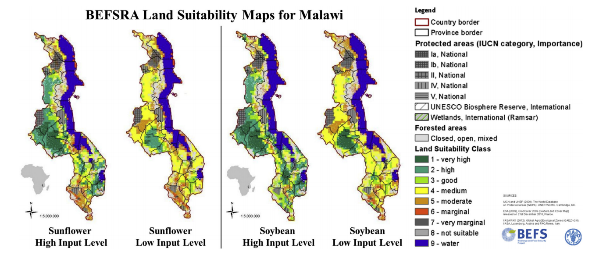 BEFSRA Land Suitability Maps for Malawi
1:5 000 000
Sunflower
High Input Level
Sunflower
Low Input Level
1:5 000 000
Soybean
High Input Level
Soybean
Low Input Level
Legend
Country border
Province border
Protected areas (IUCN category, Importance)
Ia, National
Ib, National
II, National
IV, National
V, National
UNESCO Biosphere Reserve, International
Wetlands, International (Ramsar)
Forested areas
Closed, open, mixed
Land Suitability Class
1 - very high
2 - high
3 - good
4 - medium
5 - moderate
6 - marginal
7 - very marginal
8 - not suitable
9 - water
SOURCES
BEFS